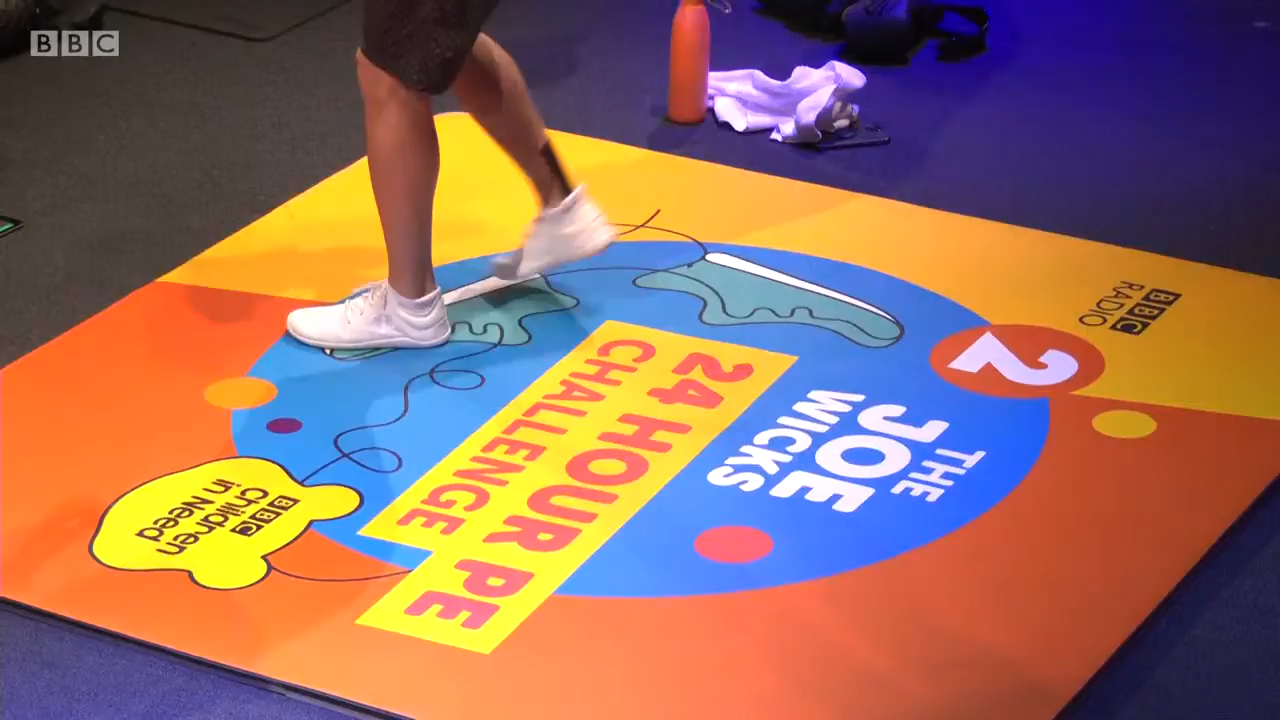 BBC
BBC
RADIO
2
THE
JOE
WICKS
24 HOUR PE
CHALLENGE
BBC
Children
in Need